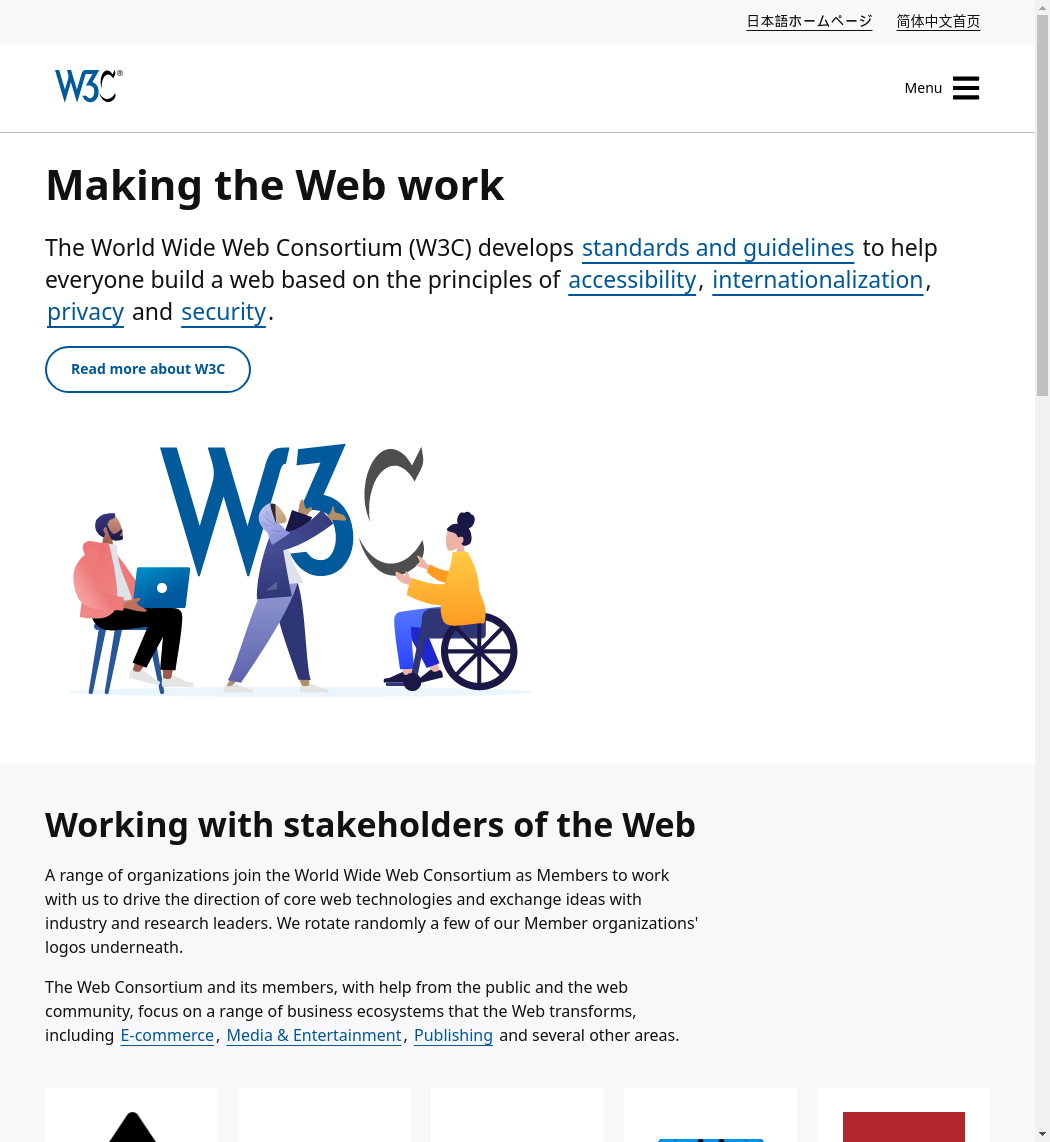 日本語ホームページ 简体中文首页
W3C®
Menu
Making the Web work
The World Wide Web Consortium (W3C) develops standards and guidelines to help
everyone build a web based on the principles of accessibility, internationalization,
privacy and security.
Read more about W3C
W3C
Working with stakeholders of the Web
A range of organizations join the World Wide Web Consortium as Members to work
with us to drive the direction of core web technologies and exchange ideas with
industry and research leaders. We rotate randomly a few of our Member organizations'
logos underneath.
The Web Consortium and its members, with help from the public and the web
community, focus on a range of business ecosystems that the Web transforms,
including E-commerce, Media & Entertainment, Publishing and several other areas.